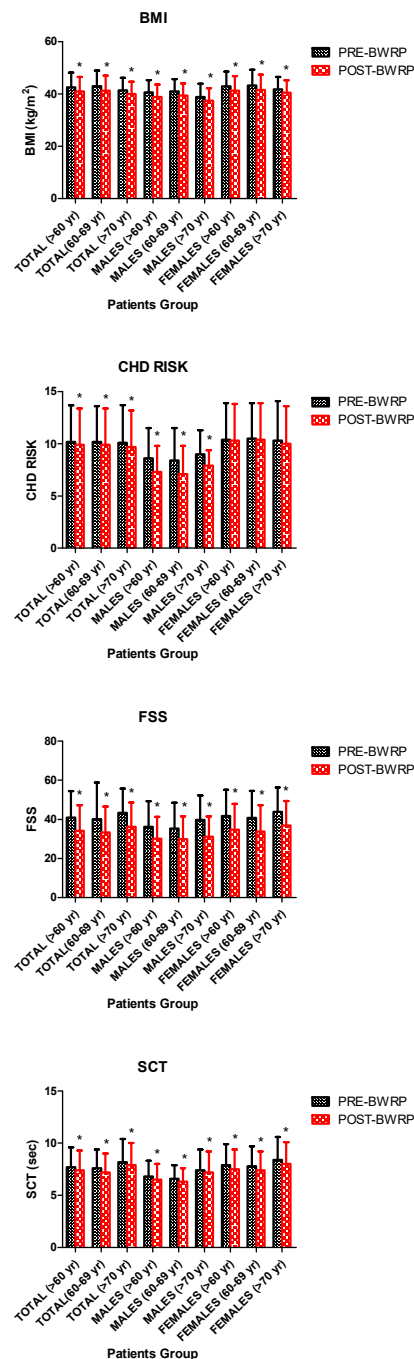 BMI
60
40
20
0
BMI (kg/m²)
* * * * * * * * *
PRE-BWRP
POST-BWRP
TOTAL (>60 yr)
TOTAL(60-69 yr)
TOTAL (>70 yr)
MALES (>60 yr)
MALES (60-69 yr)
MALES (>70 yr)
FEMALES (>60 yr)
FEMALES (60-69 yr)
FEMALES (>70 yr)
Patients Group
CHD RISK
15
10
5
0
CHD RISK
* * * * * *
PRE-BWRP
POST-BWRP
TOTAL (>60 yr)
TOTAL(60-69 yr)
TOTAL (>70 yr)
MALES (>60 yr)
MALES (60-69 yr)
MALES (>70 yr)
FEMALES (>60 yr)
FEMALES (60-69 yr)
FEMALES (>70 yr)
Patients Group
FSS
80
60
40
20
0
FSS
* * * * * * * * *
PRE-BWRP
POST-BWRP
TOTAL (>60 yr)
TOTAL(60-69 yr)
TOTAL (>70 yr)
MALES (>60 yr)
MALES (60-69 yr)
MALES (>70 yr)
FEMALES (>60 yr)
FEMALES (60-69 yr)
FEMALES (>70 yr)
Patients Group
SCT
15
10
5
0
SCT (sec)
* * * * * * * * *
PRE-BWRP
POST-BWRP
TOTAL (>60 yr)
TOTAL(60-69 yr)
TOTAL (>70 yr)
MALES (>60 yr)
MALES (60-69 yr)
MALES (>70 yr)
FEMALES (>60 yr)
FEMALES (60-69 yr)
FEMALES (>70 yr)
Patients Group